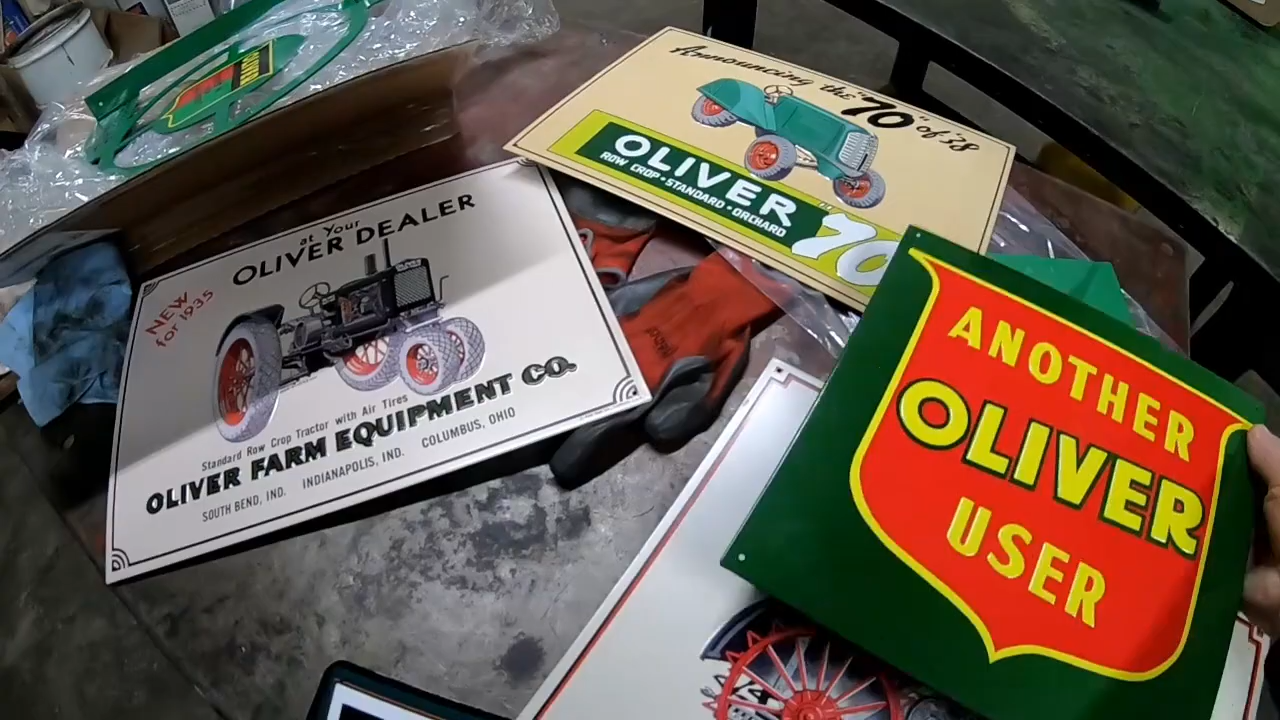 Announcing the "70" of '38
OLIVER "70
ROW CROP • STANDARD • ORCHARD
at Your
OLIVER DEALER
NEW
for 1935
Standard Row Crop Tractor with Air Tires
OLIVER FARM EQUIPMENT CO.
SOUTH BEND, IND. INDIANAPOLIS, IND. COLUMBUS, OHIO
ANOTHER
OLIVER
USER